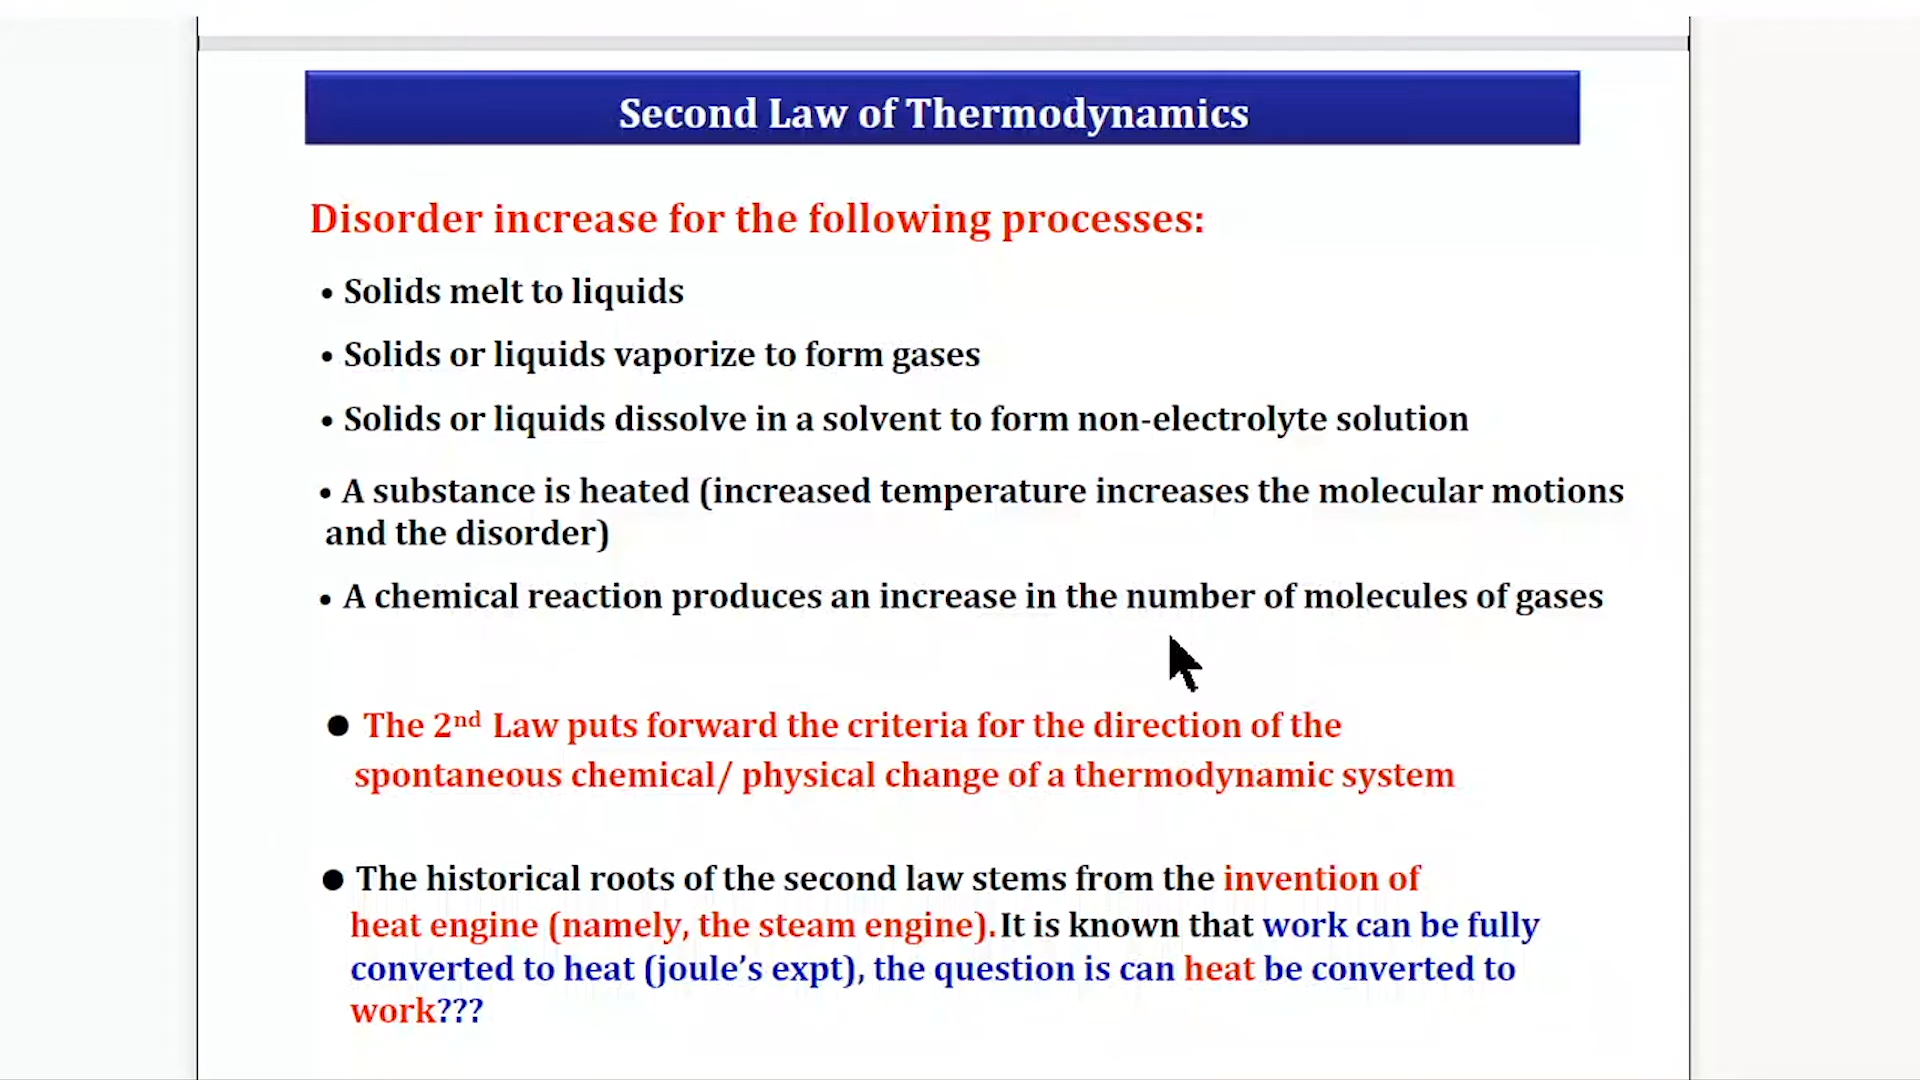 Second Law of Thermodynamics
Disorder increase for the following processes:
• Solids melt to liquids
• Solids or liquids vaporize to form gases
• Solids or liquids dissolve in a solvent to form non-electrolyte solution
• A substance is heated (increased temperature increases the molecular motions
and the disorder)
• A chemical reaction produces an increase in the number of molecules of gases
● The 2nd Law puts forward the criteria for the direction of the
spontaneous chemical/ physical change of a thermodynamic system
● The historical roots of the second law stems from the invention of
heat engine (namely, the steam engine).It is known that work can be fully
converted to heat (joule’s expt), the question is can heat be converted to
work???